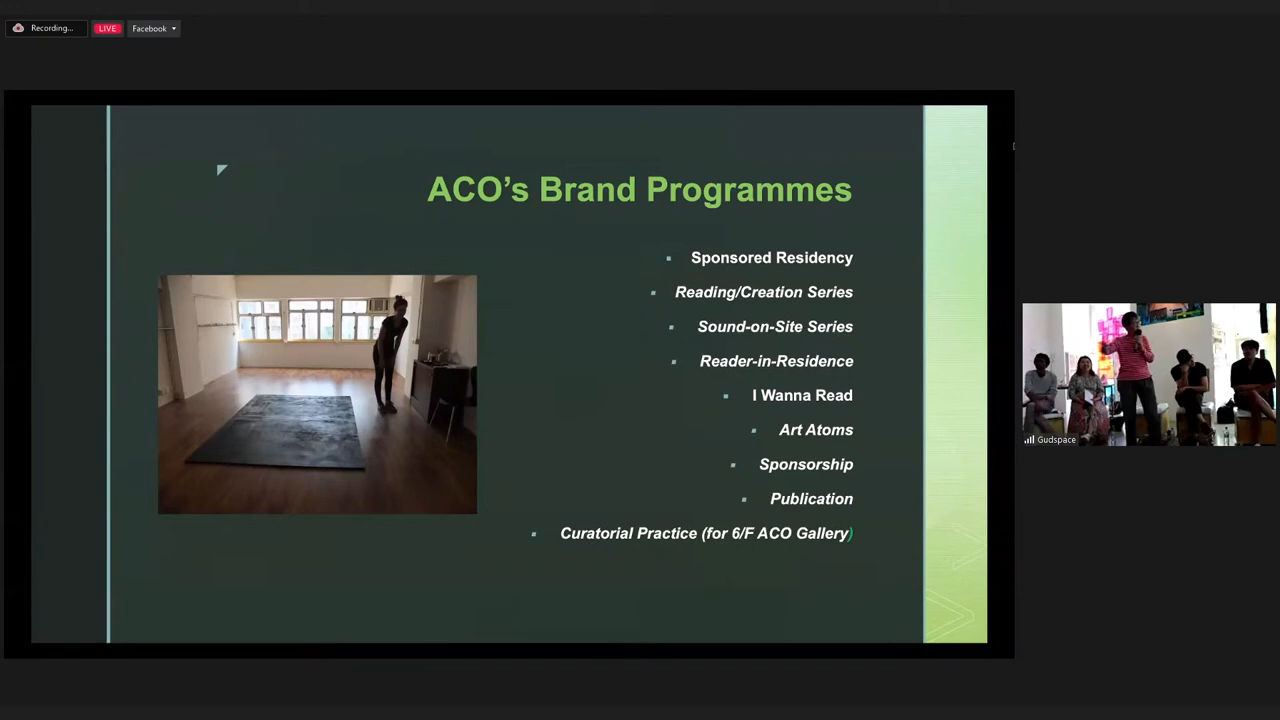 Recording...
LIVE
Facebook
ACO’s Brand Programmes
Sponsored Residency
Reading/Creation Series
Sound-on-Site Series
Reader-in-Residence
I Wanna Read
Art Atoms
Sponsorship
Publication
Curatorial Practice (for 6/F ACO Gallery)
Gudspace